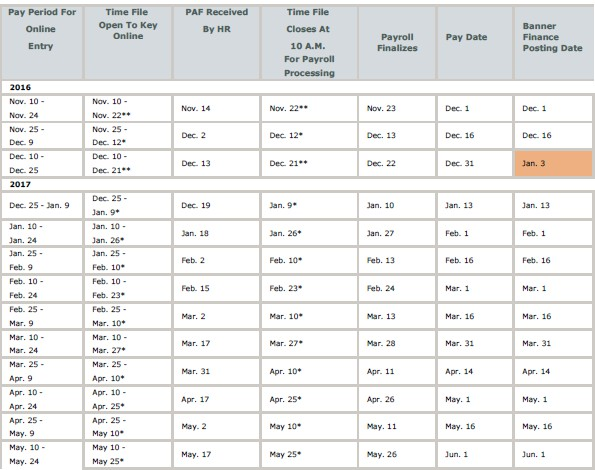 Pay Period For Online Entry | Time File Open To Key Online | PAF Received By HR | Time File Closes At 10 A.M. For Payroll Processing | Payroll Finalizes | Pay Date | Banner Finance Posting Date
2016
Nov. 10 - Nov. 24 | Nov. 10 - Nov. 22** | Nov. 14 | Nov. 22** | Nov. 23 | Dec. 1 | Dec. 1
Nov. 25 - Dec. 9 | Nov. 25 - Dec. 12* | Dec. 2 | Dec. 12* | Dec. 13 | Dec. 16 | Dec. 16
Dec. 10 - Dec. 25 | Dec. 10 - Dec. 21** | Dec. 13 | Dec. 21** | Dec. 22 | Dec. 31 | Jan. 3
2017
Dec. 25 - Jan. 9 | Dec. 25 - Jan. 9* | Dec. 19 | Jan. 9* | Jan. 10 | Jan. 13 | Jan. 13
Jan. 10 - Jan. 24 | Jan. 10 - Jan. 26* | Jan. 18 | Jan. 26* | Jan. 27 | Feb. 1 | Feb. 1
Jan. 25 - Feb. 9 | Jan. 25 - Feb. 10* | Feb. 2 | Feb. 10* | Feb. 13 | Feb. 16 | Feb. 16
Feb. 10 - Feb. 24 | Feb. 10 - Feb. 23* | Feb. 15 | Feb. 23* | Feb. 24 | Mar. 1 | Mar. 1
Feb. 25 - Mar. 9 | Feb. 25 - Mar. 10* | Mar. 2 | Mar. 10* | Mar. 13 | Mar. 16 | Mar. 16
Mar. 10 - Mar. 24 | Mar. 10 - Mar. 27* | Mar. 17 | Mar. 27* | Mar. 28 | Mar. 31 | Mar. 31
Mar. 25 - Apr. 9 | Mar. 25 - Apr. 10* | Mar. 31 | Apr. 10* | Apr. 11 | Apr. 14 | Apr. 14
Apr. 10 - Apr. 24 | Apr. 10 - Apr. 25* | Apr. 17 | Apr. 25* | Apr. 26 | May. 1 | May. 1
Apr. 25 - May. 9 | Apr. 25 - May 10* | May. 2 | May 10* | May. 11 | May. 16 | May. 16
May. 10 - May. 24 | May. 10 - May 25* | May. 17 | May 25* | May. 26 | Jun. 1 | Jun. 1